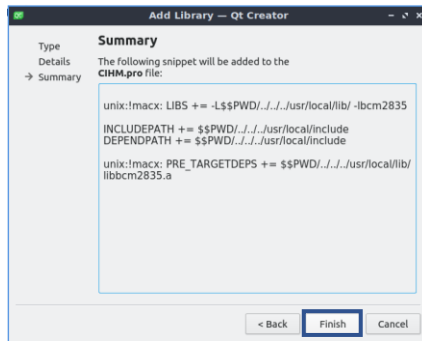 Add Library — Qt Creator
Type
Details
→ Summary
Summary
The following snippet will be added to the
CIHM.pro file:
unix:!macx: LIBS += -L$$PWD/../../../usr/local/lib/ -lbcm2835
INCLUDEPATH += $$PWD/../../../usr/local/include
DEPENDPATH += $$PWD/../../../usr/local/include
unix:!macx: PRE_TARGETDEPS += $$PWD/../../../usr/local/lib/
libbcm2835.a
< Back
Finish
Cancel